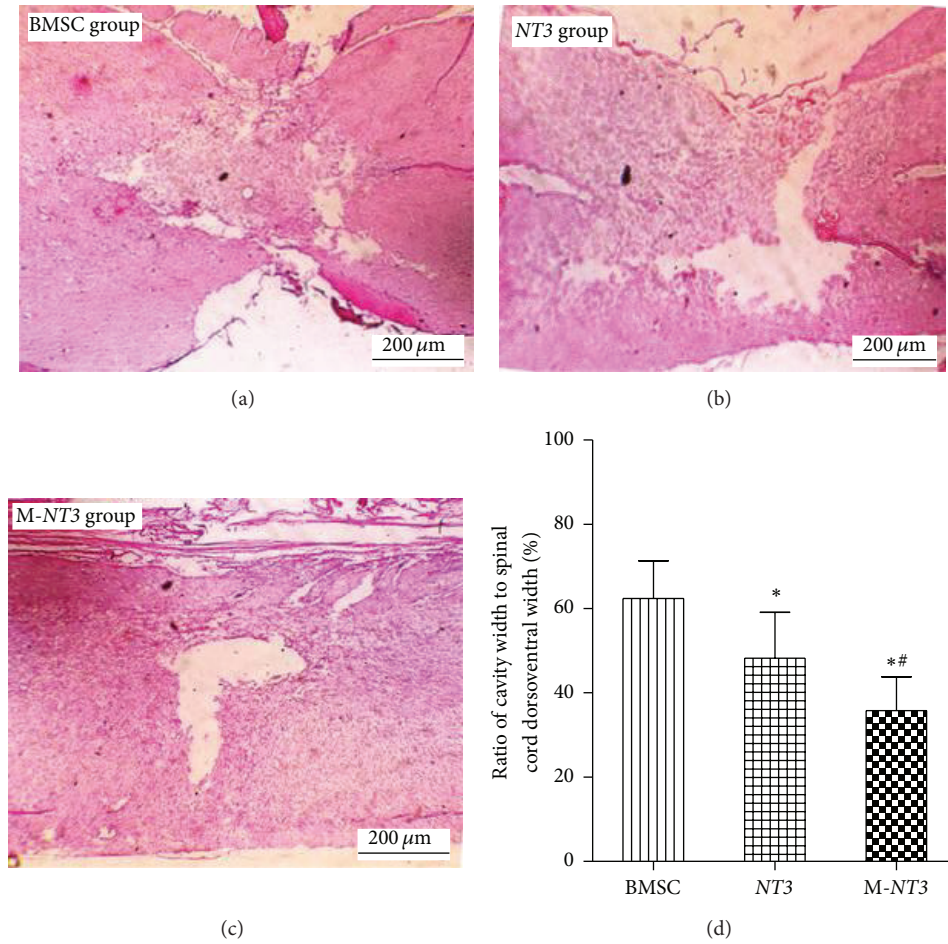 BMSC group
200 μm
(a)
NT3 group
200 μm
(b)
M-NT3 group
200 μm
(c)
Ratio of cavity width to spinal
cord dorsoventral width (%)
100
80
60
40
20
0
*
*#
BMSC
NT3
M-NT3
(d)